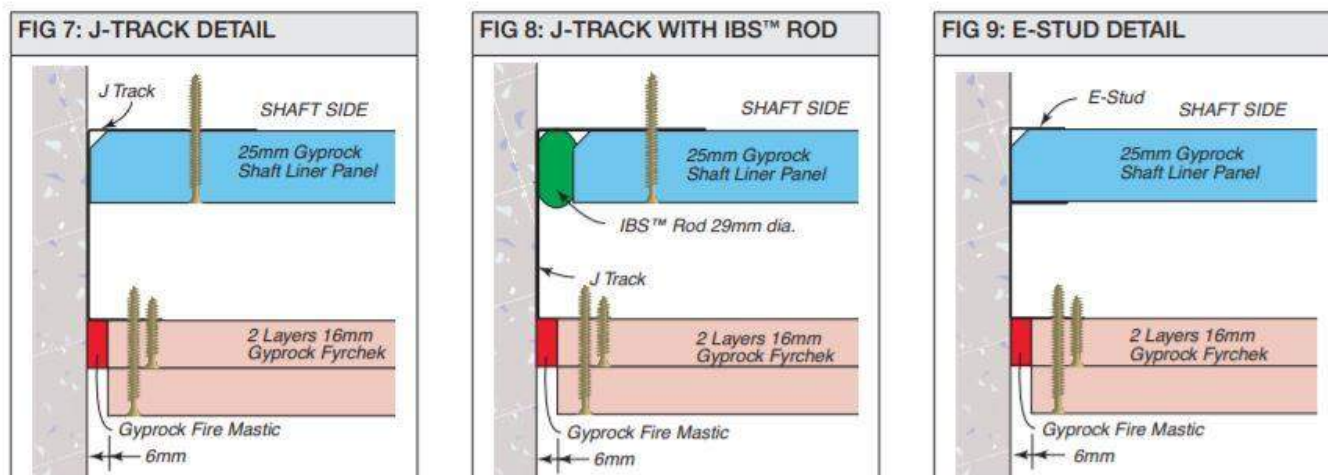 FIG 7: J-TRACK DETAIL
J Track
SHAFT SIDE
25mm Gyprock
Shaft Liner Panel
2 Layers 16mm
Gyprock Fyrchek
Gyprock Fire Mastic
6mm
FIG 8: J-TRACK WITH IBS™ ROD
SHAFT SIDE
25mm Gyprock
Shaft Liner Panel
IBS™ Rod 29mm dia.
J Track
2 Layers 16mm
Gyprock Fyrchek
Gyprock Fire Mastic
6mm
FIG 9: E-STUD DETAIL
E-Stud
SHAFT SIDE
25mm Gyprock
Shaft Liner Panel
2 Layers 16mm
Gyprock Fyrchek
Gyprock Fire Mastic
6mm